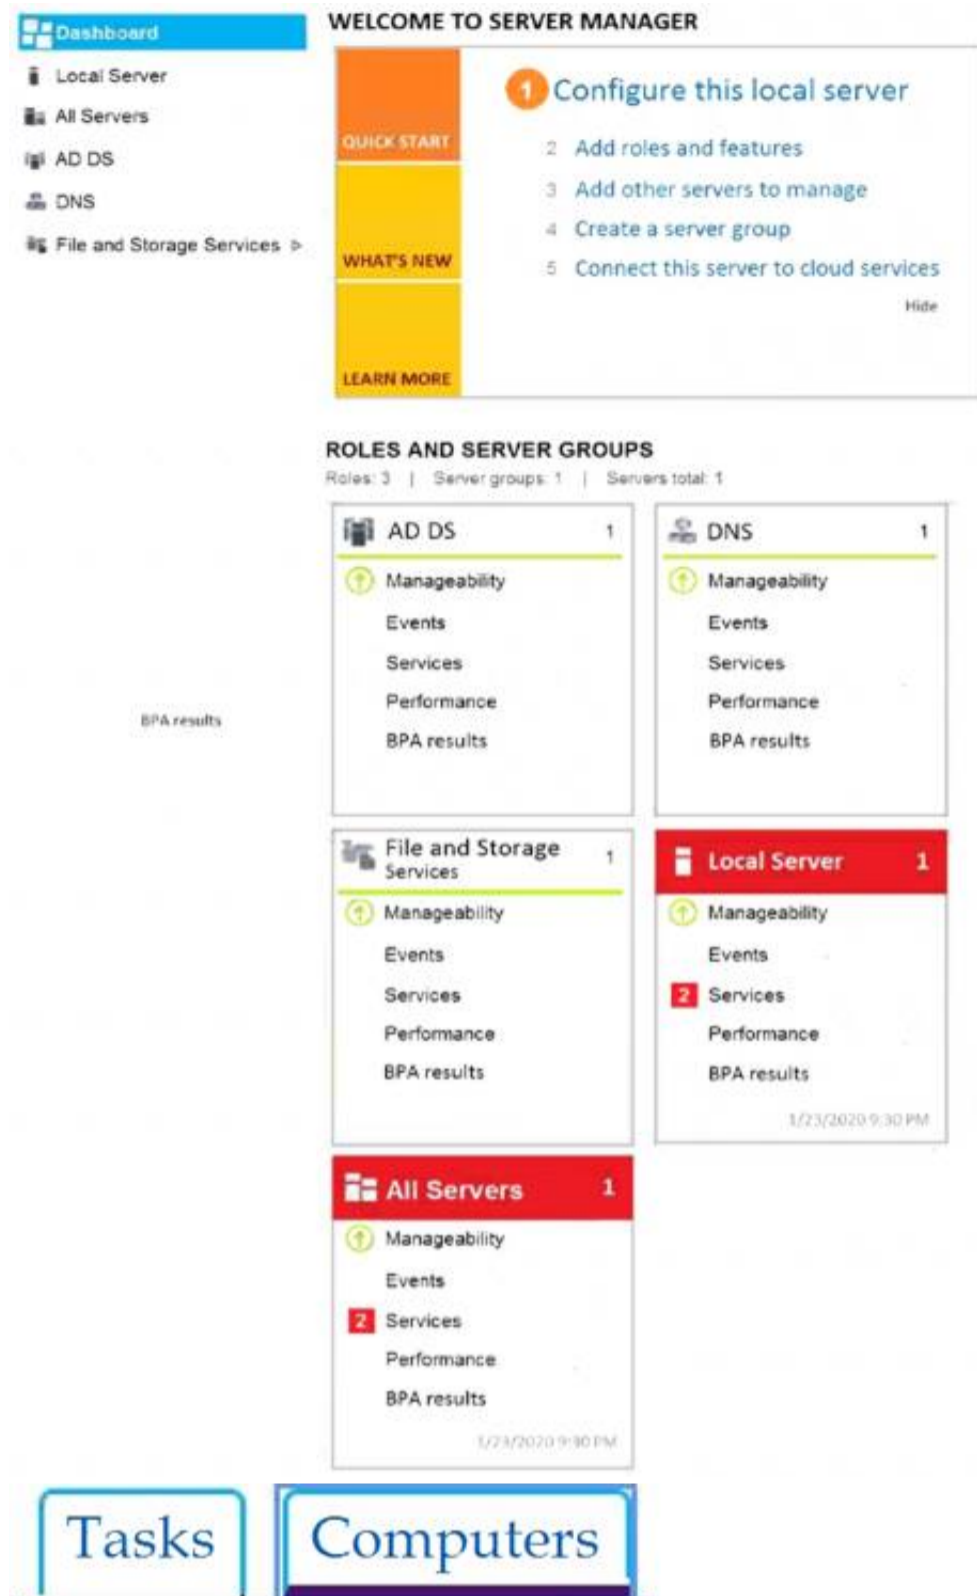 Dashboard
Local Server
All Servers
AD DS
DNS
File and Storage Services
WELCOME TO SERVER MANAGER
QUICK START
WHAT'S NEW
LEARN MORE
1 Configure this local server
2 Add roles and features
3 Add other servers to manage
4 Create a server group
5 Connect this server to cloud services
Hide
ROLES AND SERVER GROUPS
Roles: 3 | Server groups: 1 | Servers total: 1
AD DS 1
Manageability
Events
Services
Performance
BPA results
DNS 1
Manageability
Events
Services
Performance
BPA results
BPA results
File and Storage 1
Services
Manageability
Events
Services
Performance
BPA results
Local Server 1
Manageability
Events
2 Services
Performance
BPA results
1/23/2020 9:30 PM
All Servers 1
Manageability
Events
2 Services
Performance
BPA results
1/23/2020 9:30 PM
Tasks
Computers